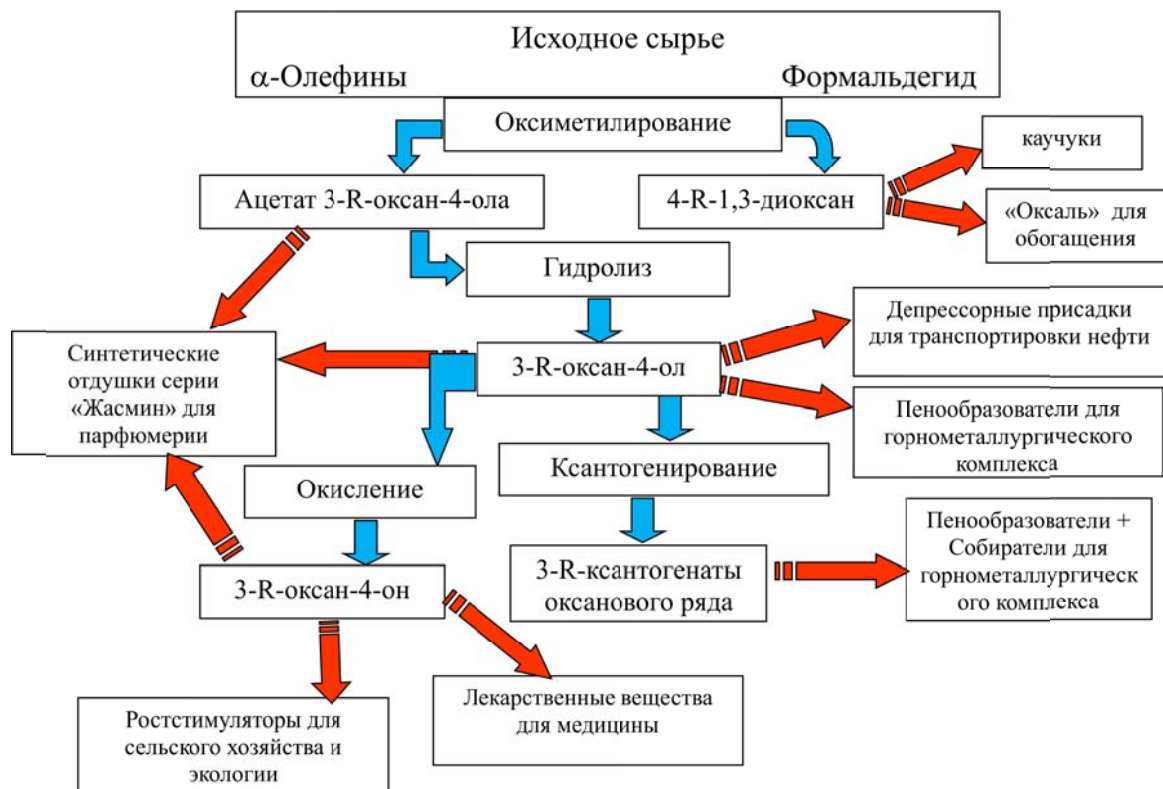 Исходное сырье
α-Олефины Формальдегид
Оксиметилирование
каучуки
Ацетат 3-R-оксан-4-ола
4-R-1,3-диоксан
«Оксаль» для
обогащения
Гидролиз
Депрессорные присадки
для транспортировки нефти
Синтетические
отдушки серии
«Жасмин» для
парфюмерии
3-R-оксан-4-ол
Пенообразователи для
горнометаллургического
комплекса
Окисление
Ксантогенирование
Пенообразователи +
Собиратели для
горнометаллургическ
ого комплекса
3-R-оксан-4-он
3-R-ксантогенаты
оксанового ряда
Лекарственные вещества
для медицины
Ростстимуляторы для
сельского хозяйства и
экологии